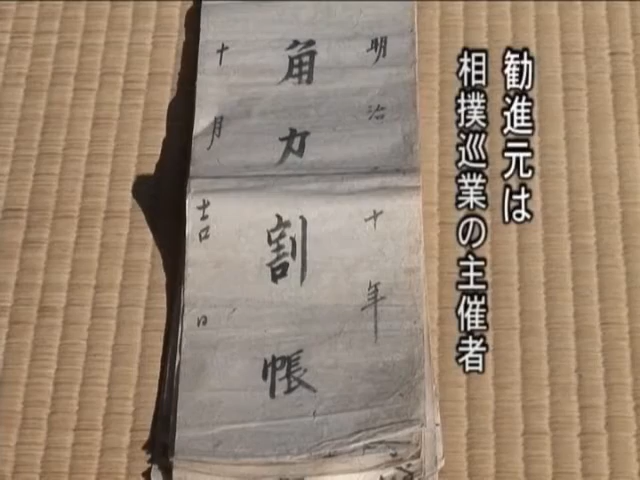 勧進元は
相撲巡業の主催者
明治十年
角力割帳
十月吉日